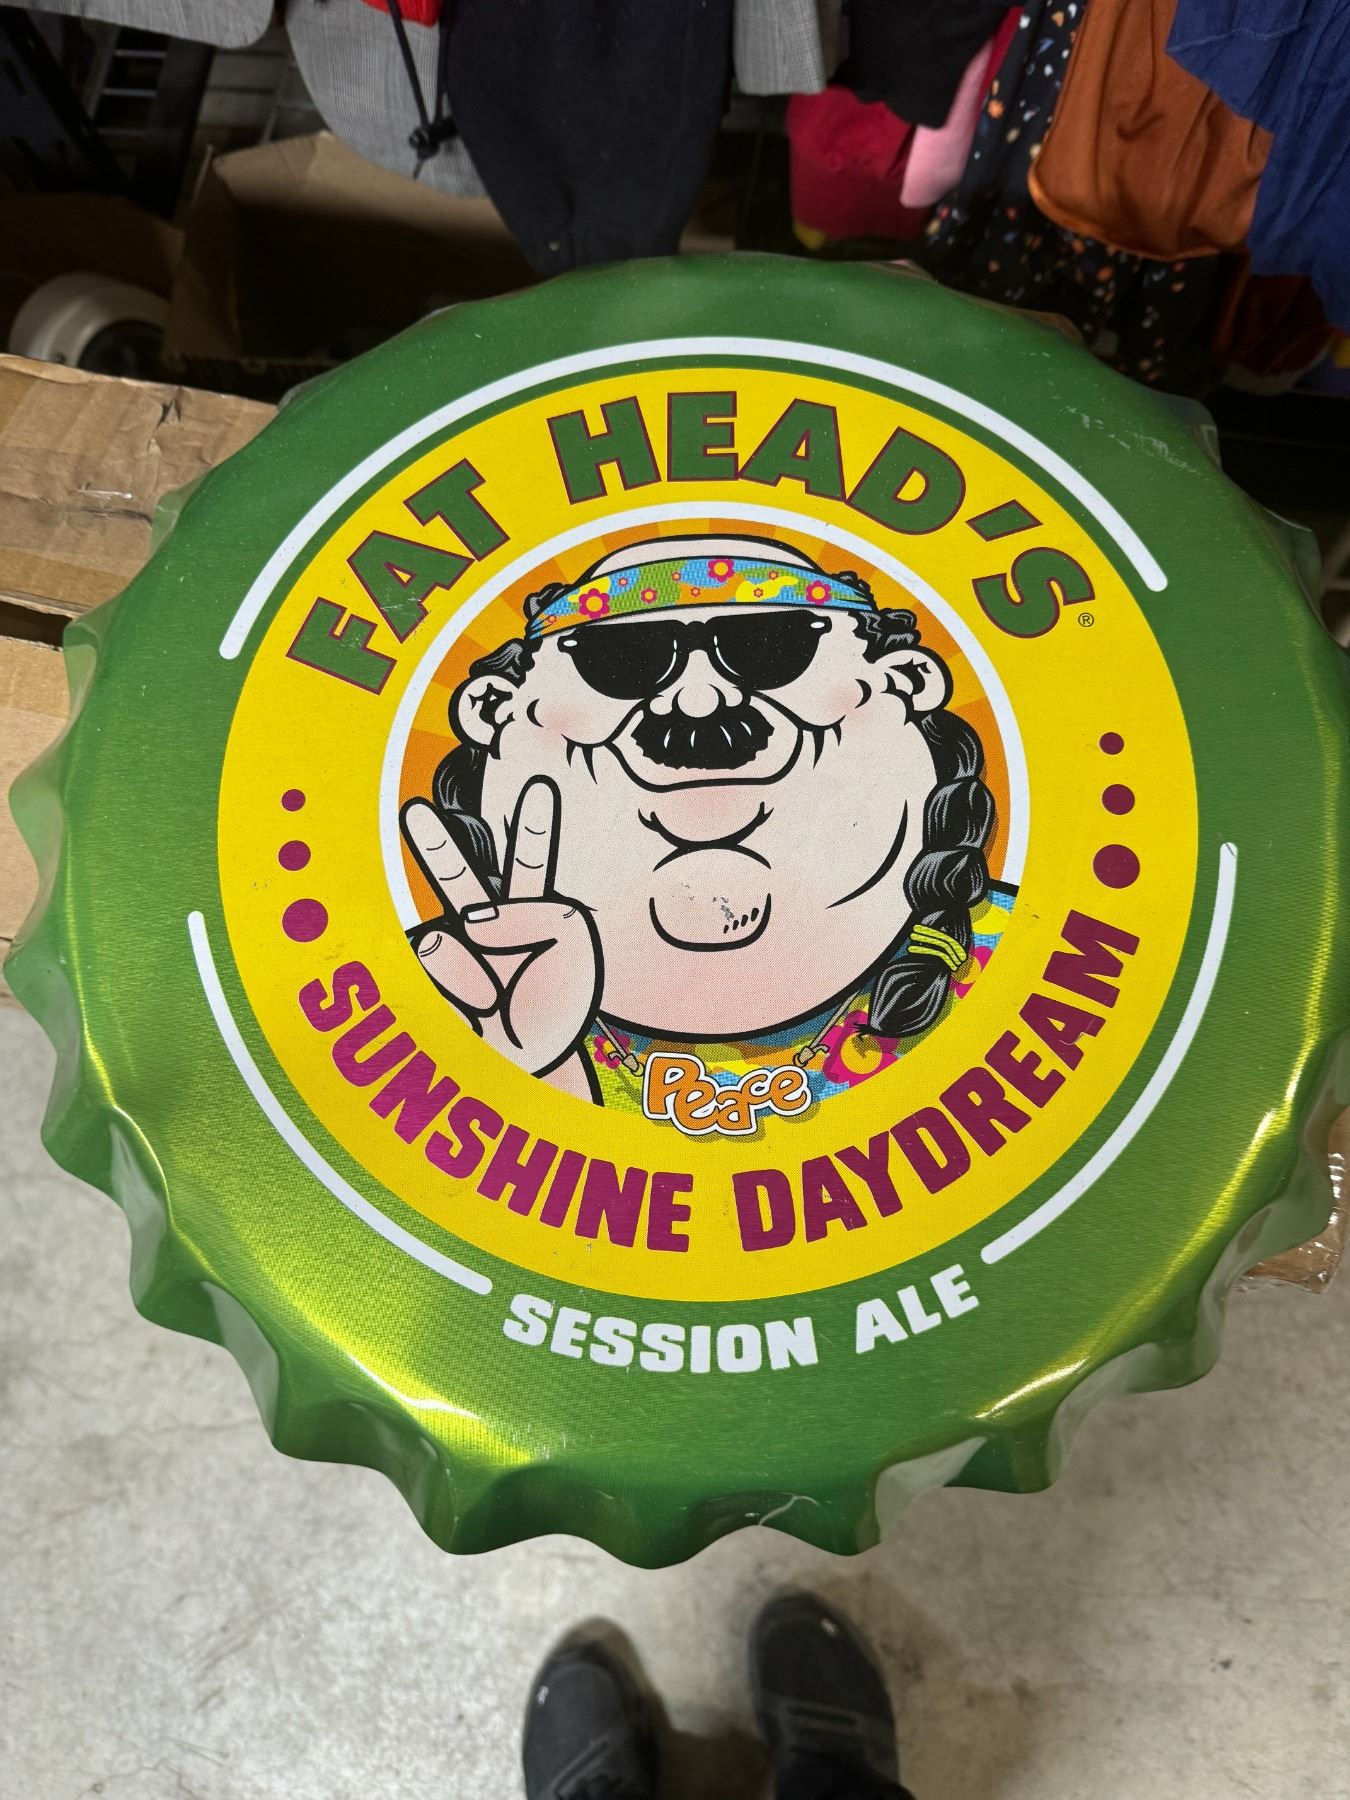 FAT HEAD'S®
Peace
SUNSHINE DAYDREAM
SESSION ALE